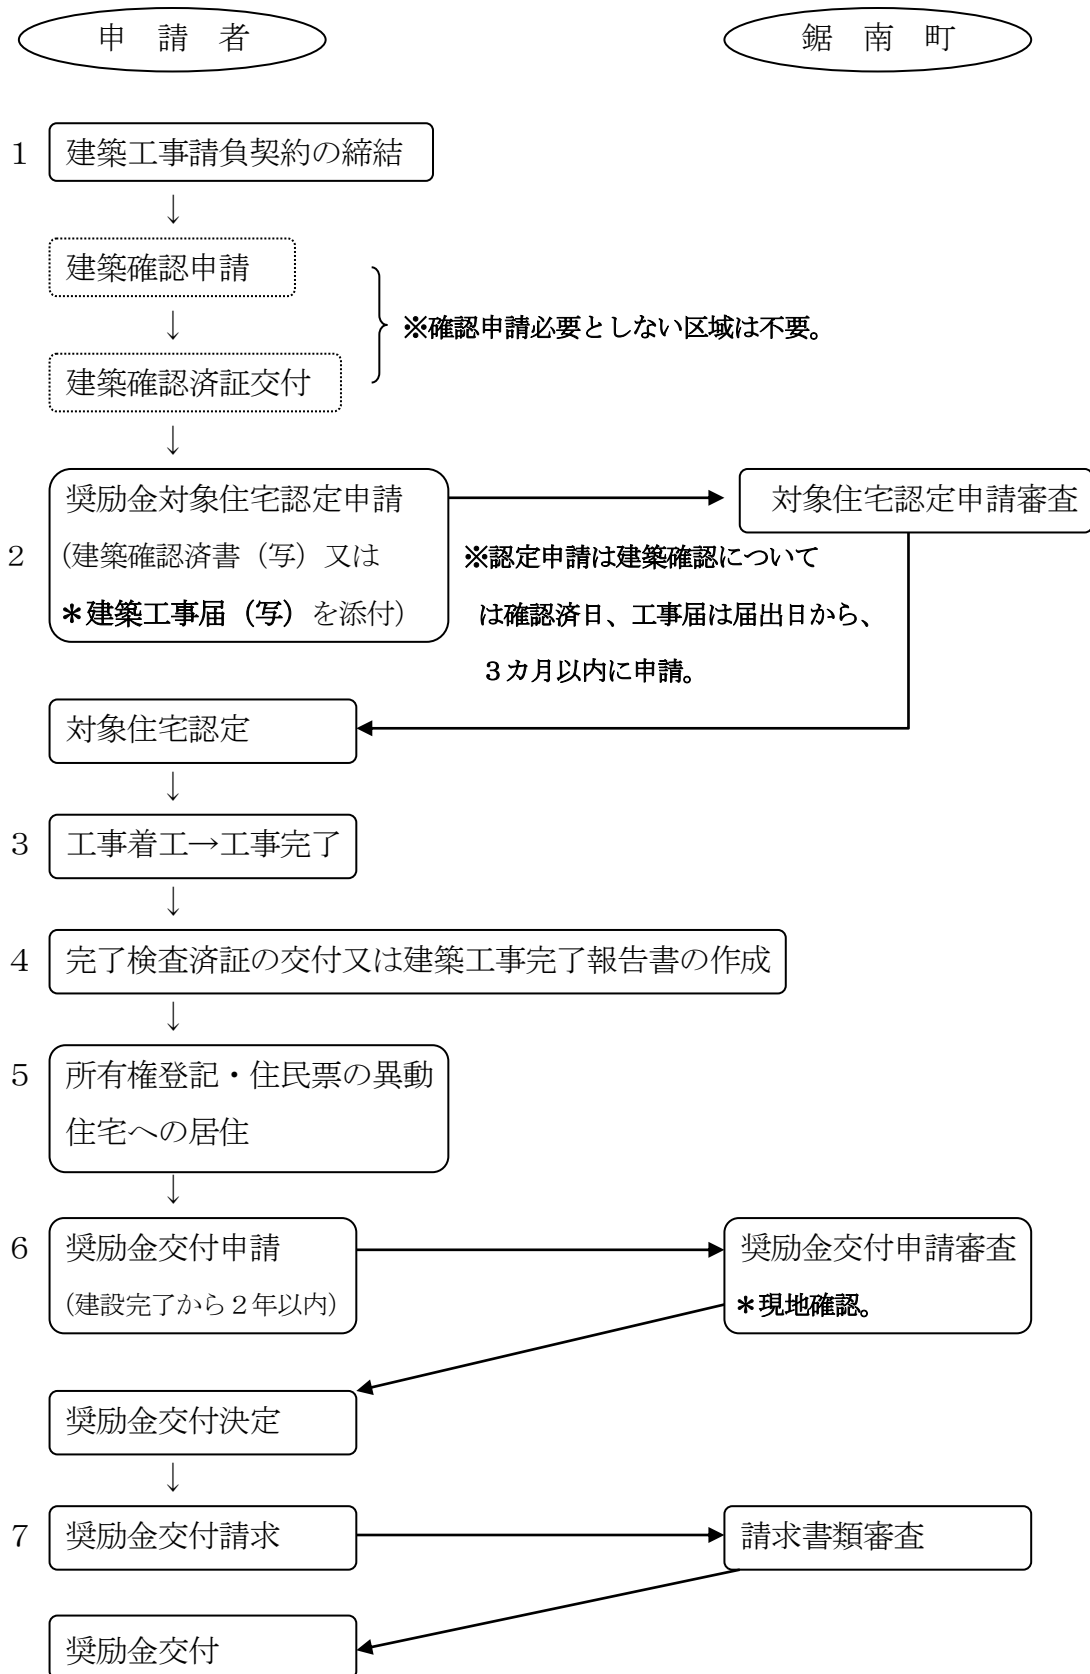 申 請 者
鋸 南 町
1 建築工事請負契約の締結
↓
建築確認申請
↓
※確認申請必要としない区域は不要。
建築確認済証交付
↓
奨励金対象住宅認定申請
対象住宅認定申請審査
2 (建築確認済書（写）又は
＊建築工事届（写）を添付）
※認定申請は建築確認について
は確認済日、工事届は届出日から、
３カ月以内に申請。
対象住宅認定
↓
3 工事着工→工事完了
↓
4 完了検査済証の交付又は建築工事完了報告書の作成
↓
5 所有権登記・住民票の異動
住宅への居住
↓
6 奨励金交付申請
(建設完了から２年以内)
奨励金交付申請審査
＊現地確認。
奨励金交付決定
↓
7 奨励金交付請求
請求書類審査
奨励金交付